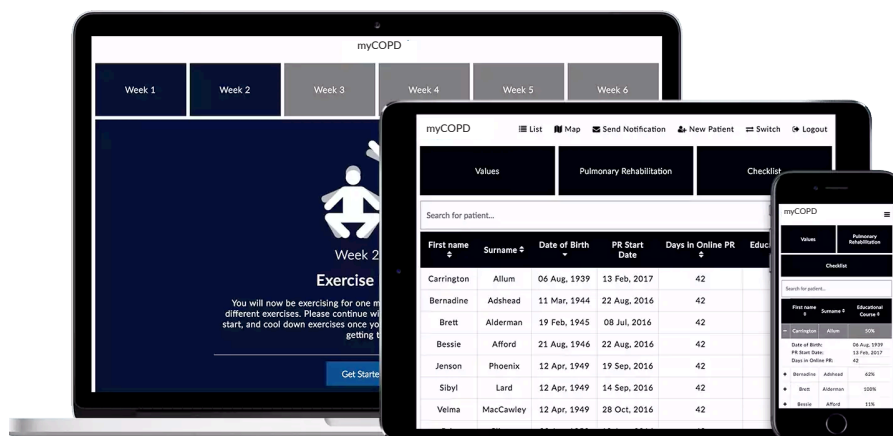 myCOPD
Week 1 Week 2 Week 3 Week 4 Week 5 Week 6
Week 2
Exercise
You will now be exercising for one m
different exercises. Please continue wi
start, and cool down exercises once yo
getting t
Get Starte
myCOPD List Map Send Notification New Patient Switch Logout
Values Pulmonary Rehabilitation Checklist
Search for patient...
First name Surname Date of Birth PR Start Date Days in Online PR Educ
Carrington Allum 06 Aug, 1939 13 Feb, 2017 42
Bernadine Adshead 11 Mar, 1944 22 Aug, 2016 42
Brett Alderman 19 Feb, 1945 08 Jul, 2016 42
Bessie Afford 21 Aug, 1946 22 Aug, 2016 42
Jenson Phoenix 12 Apr, 1949 19 Sep, 2016 42
Sibyl Lard 12 Apr, 1949 14 Sep, 2016 42
Velma MacCawley 12 Apr, 1949 28 Oct, 2016 42
myCOPD
Values Pulmonary Rehabilitation
Checklist
Search for patient...
First name Surname Educational Course
Carrington Allum 50%
Date of Birth: 06 Aug, 1939
PR Start Date: 13 Feb, 2017
Days in Online PR: 42
Bernadine Adshead 62%
Brett Alderman 100%
Bessie Afford 11%